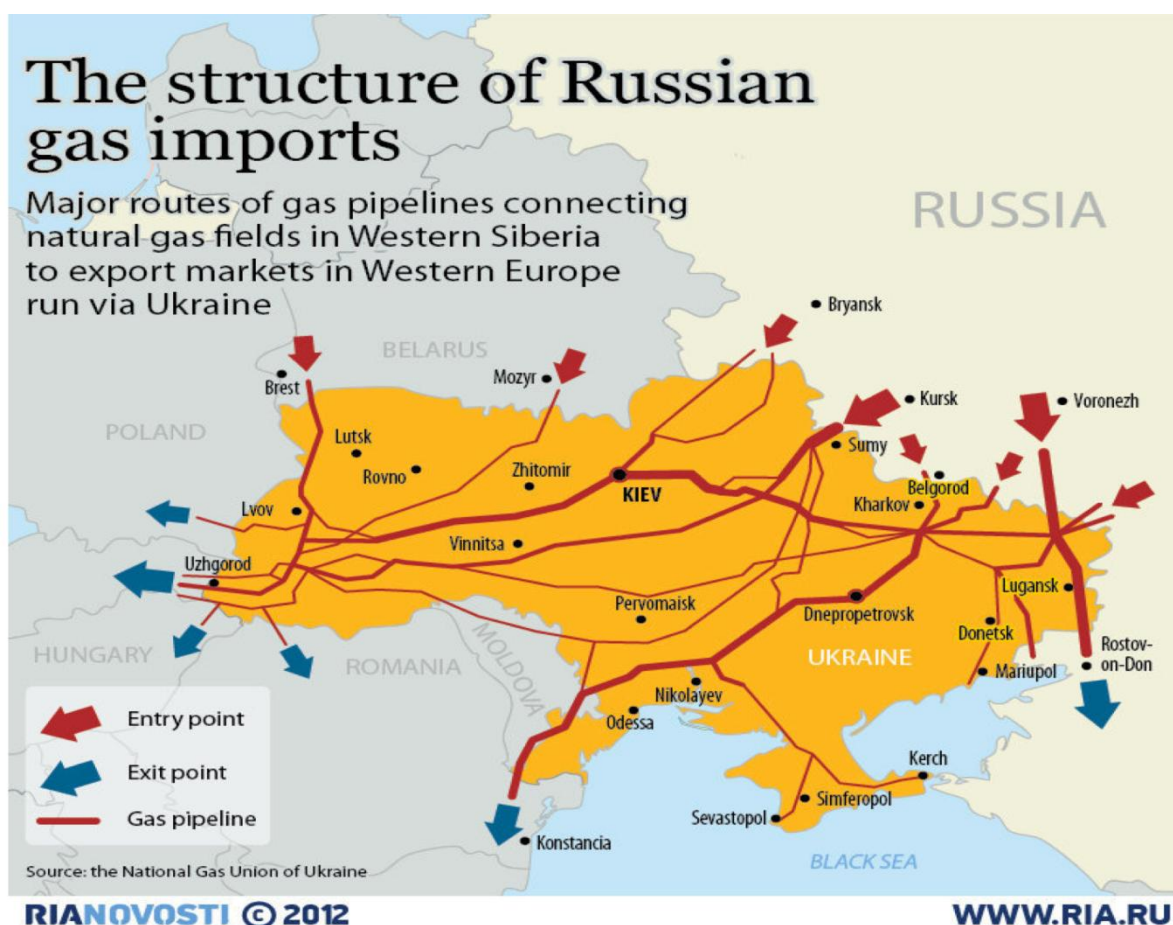 The structure of Russian
gas imports
Major routes of gas pipelines connecting
natural gas fields in Western Siberia
to export markets in Western Europe
run via Ukraine
RUSSIA
Bryansk
BELARUS
Brest
Mozyr
Kursk
Voronezh
POLAND
Lutsk
Sumy
Rovno
Zhitomir
KIEV
Belgorod
Kharkov
Lvov
Vinnitsa
Uzhgorod
Lugansk
Pervomaisk
Dnepropetrovsk
Donetsk
HUNGARY
ROMANIA
MOLDOVA
UKRAINE
Rostov-
on-Don
Mariupol
Nikolayev
Odessa
Entry point
Exit point
Gas pipeline
Kerch
Simferopol
Sevastopol
Konstancia
BLACK SEA
Source: the National Gas Union of Ukraine
RIANOVOSTI © 2012
WWW.RIA.RU